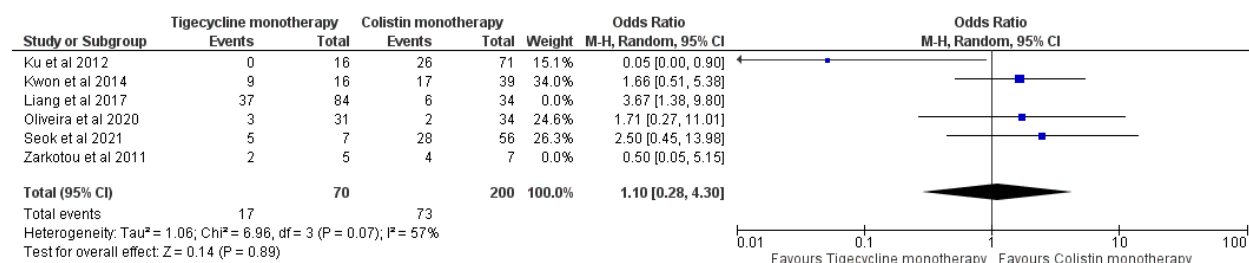 Tigecycline monotherapy Colistin monotherapy Odds Ratio Odds Ratio
Study or Subgroup Events Total Events Total Weight M-H, Random, 95% CI M-H, Random, 95% CI
Ku et al 2012 0 16 26 71 15.1% 0.05 [0.00, 0.90]
Kwon et al 2014 9 16 17 39 34.0% 1.66 [0.51, 5.38]
Liang et al 2017 37 84 6 34 0.0% 3.67 [1.38, 9.80]
Oliveira et al 2020 3 31 2 34 24.6% 1.71 [0.27, 11.01]
Seok et al 2021 5 7 28 56 26.3% 2.50 [0.45, 13.98]
Zarkotou et al 2011 2 5 4 7 0.0% 0.50 [0.05, 5.15]
Total (95% CI) 70 200 100.0% 1.10 [0.28, 4.30]
Total events 17 73
Heterogeneity: Tau² = 1.06; Chi² = 6.96, df = 3 (P = 0.07); I² = 57%
Test for overall effect: Z = 0.14 (P = 0.89)
0.01 0.1 1 10 100
Favours Tigecycline monotherapy Favours Colistin monotherapy